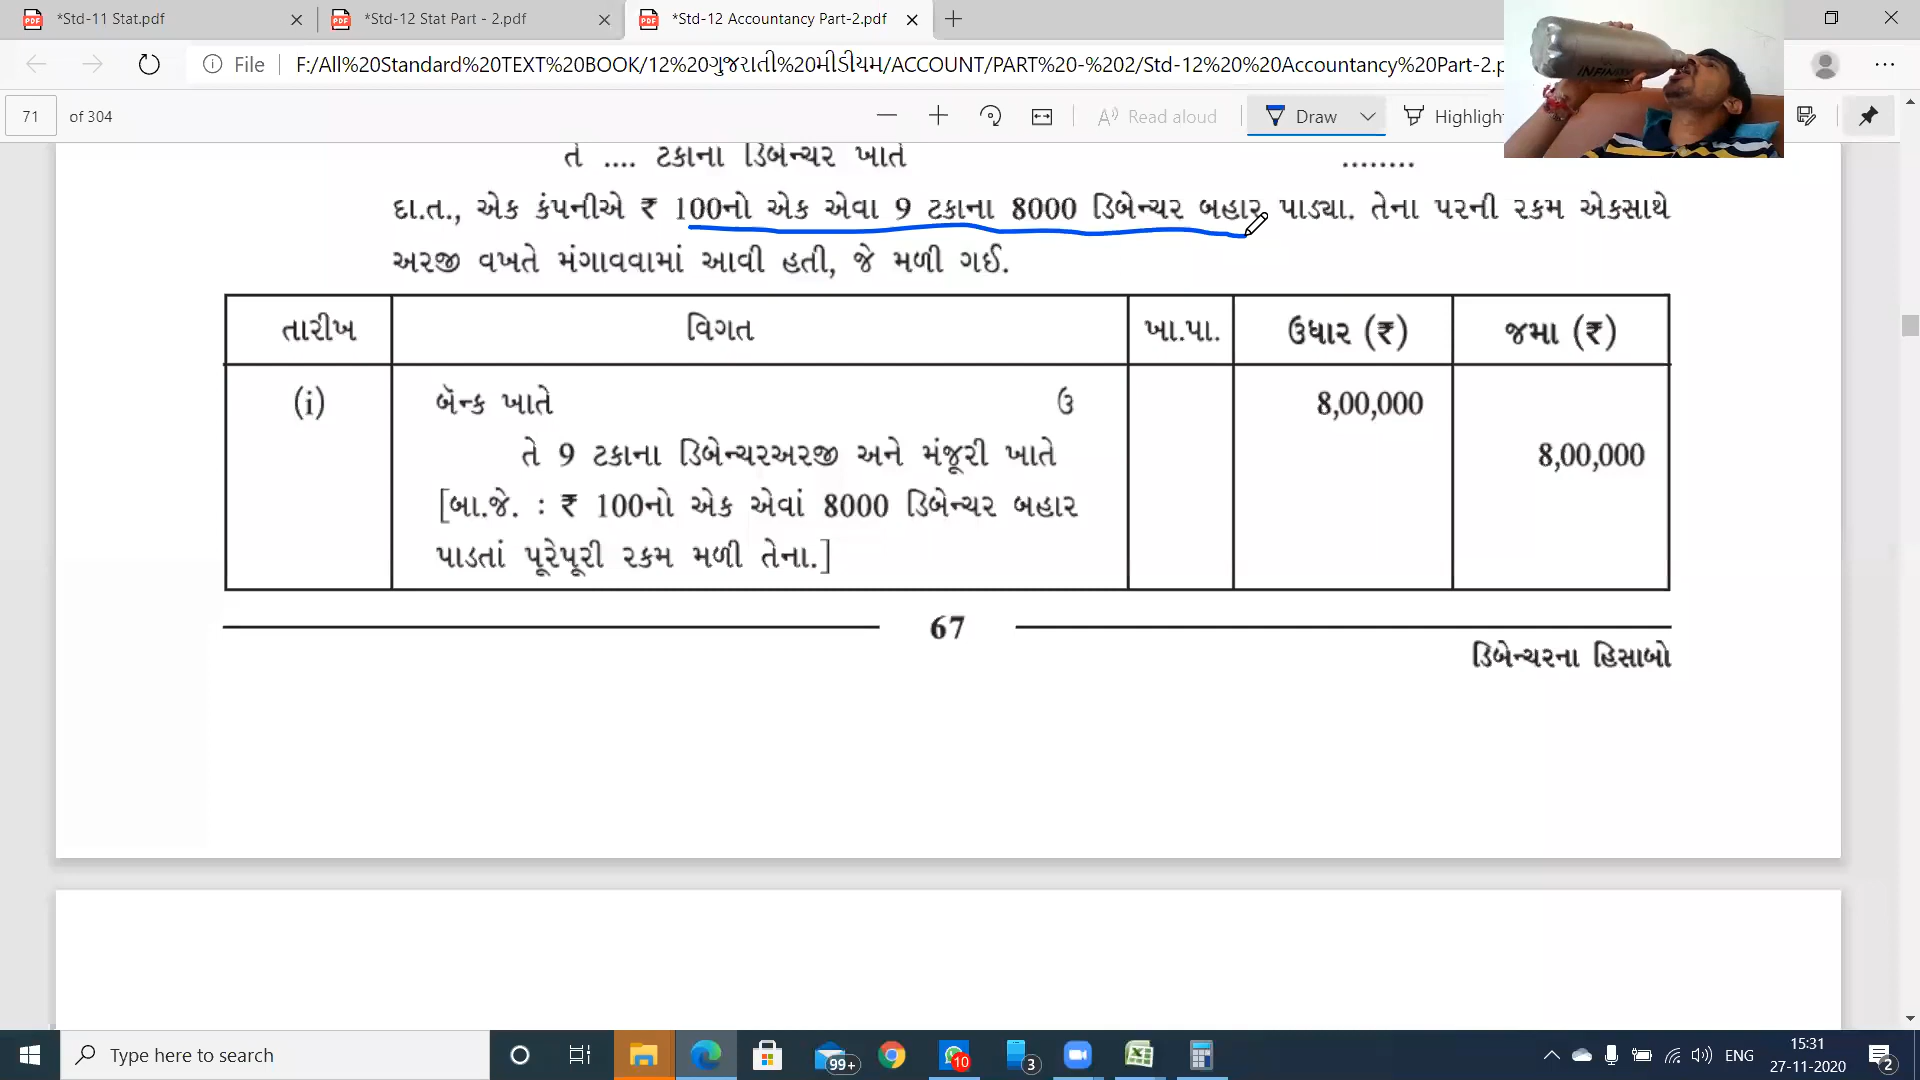 *Std-11 Stat.pdf
*Std-12 Stat Part - 2.pdf
*Std-12 Accountancy Part-2.pdf
File
F:/All%20Standard%20TEXT%20BOOK/12%20ગુજરાતી%20મીડીયમ/ACCOUNT/PART%20-%202/Std-12%20%20Accountancy%20Part-2.p
INFINIX
71 of 304
Read aloud
Draw
Highligh
તે .... ટકાના ડિબેન્ચર ખાતે ........
દા.ત., એક કંપનીએ ₹ 100નો એક એવા 9 ટકાના 8000 ડિબેન્ચર બહાર પાડ્યા. તેના પરની રકમ એકસાથે
અરજી વખતે મંગાવવામાં આવી હતી, જે મળી ગઈ.
તારીખ વિગત ખા.પા. ઉધાર (₹) જમા (₹)
(i) બૅન્ક ખાતે ઉ 8,00,000
તે 9 ટકાના ડિબેન્ચરઅરજી અને મંજૂરી ખાતે 8,00,000
[બા.જે. : ₹ 100નો એક એવાં 8000 ડિબેન્ચર બહાર
પાડતાં પૂરેપૂરી રકમ મળી તેના.]
67
ડિબેન્ચરના હિસાબો
Type here to search
99+
10
3
ENG
15:31
27-11-2020
2